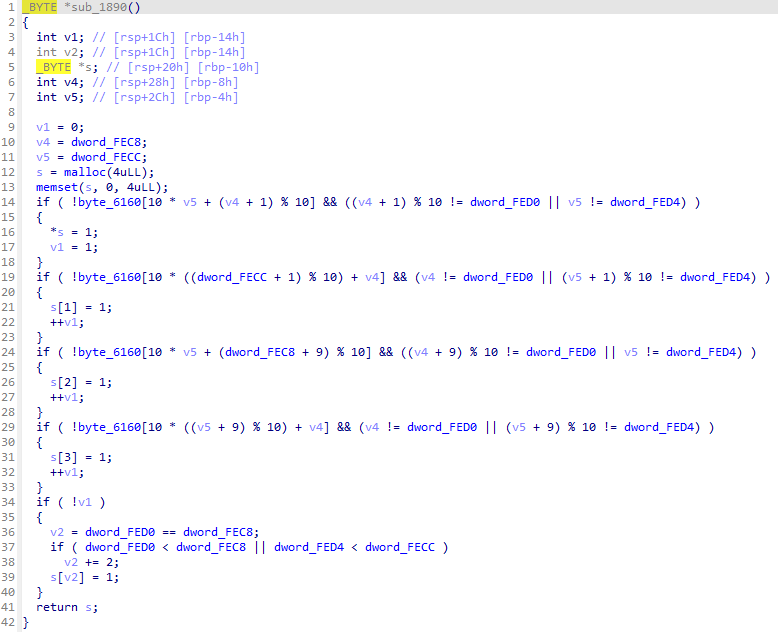 1 _BYTE *sub_1890()
2 {
3 int v1; // [rsp+1Ch] [rbp-14h]
4 int v2; // [rsp+1Ch] [rbp-14h]
5 _BYTE *s; // [rsp+20h] [rbp-10h]
6 int v4; // [rsp+28h] [rbp-8h]
7 int v5; // [rsp+2Ch] [rbp-4h]
8
9 v1 = 0;
10 v4 = dword_FEC8;
11 v5 = dword_FECC;
12 s = malloc(4uLL);
13 memset(s, 0, 4uLL);
14 if ( !byte_6160[10 * v5 + (v4 + 1) % 10] && ((v4 + 1) % 10 != dword_FED0 || v5 != dword_FED4) )
15 {
16 *s = 1;
17 v1 = 1;
18 }
19 if ( !byte_6160[10 * ((dword_FECC + 1) % 10) + v4] && (v4 != dword_FED0 || (v5 + 1) % 10 != dword_FED4) )
20 {
21 s[1] = 1;
22 ++v1;
23 }
24 if ( !byte_6160[10 * v5 + (dword_FEC8 + 9) % 10] && ((v4 + 9) % 10 != dword_FED0 || v5 != dword_FED4) )
25 {
26 s[2] = 1;
27 ++v1;
28 }
29 if ( !byte_6160[10 * ((v5 + 9) % 10) + v4] && (v4 != dword_FED0 || (v5 + 9) % 10 != dword_FED4) )
30 {
31 s[3] = 1;
32 ++v1;
33 }
34 if ( !v1 )
35 {
36 v2 = dword_FED0 == dword_FEC8;
37 if ( dword_FED0 < dword_FEC8 || dword_FED4 < dword_FECC )
38 v2 += 2;
39 s[v2] = 1;
40 }
41 return s;
42 }